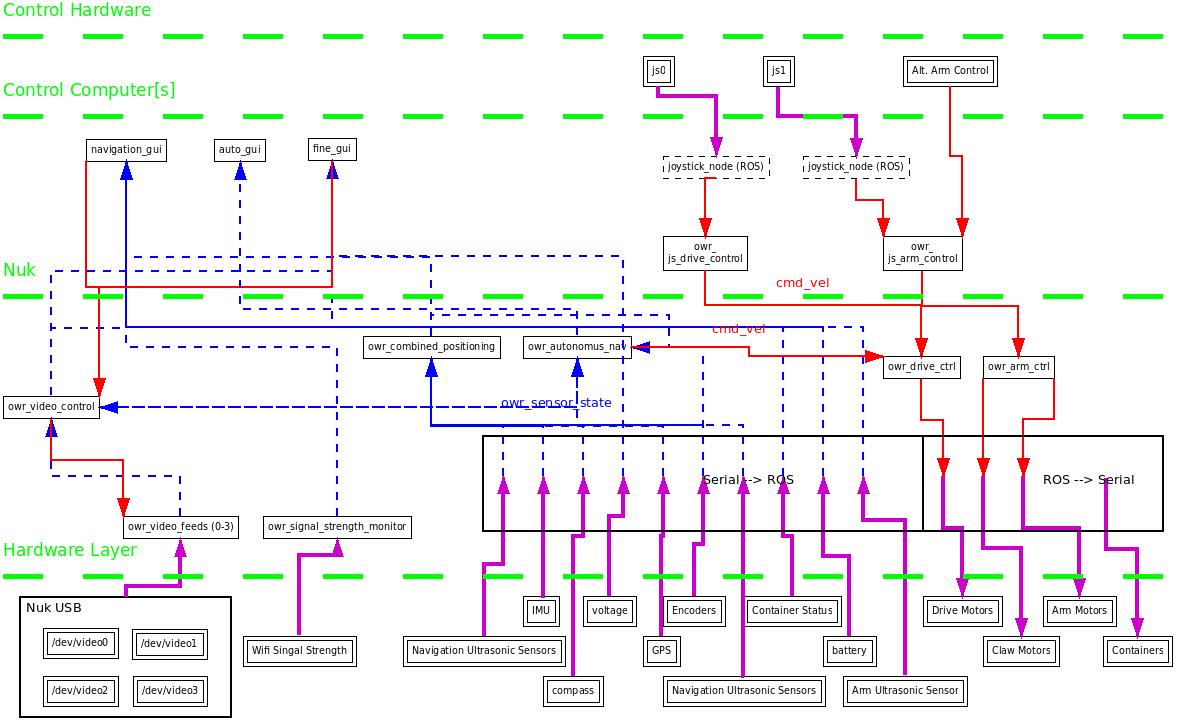 Control Hardware
js0
js1
Alt. Arm Control
Control Computer[s]
navigation_gui
auto_gui
fine_gui
joystick_node (ROS)
joystick_node (ROS)
owr_
js_drive_control
owr_
js_arm_control
Nuk
cmd_vel
cmd_vel
owr_combined_positioning
owr_autonomus_nav
owr_drive_ctrl
owr_arm_ctrl
owr_video_control
owr_sensor_state
Serial --> ROS
ROS --> Serial
owr_video_feeds (0-3)
owr_signal_strength_monitor
Hardware Layer
Nuk USB
/dev/video0
/dev/video1
/dev/video2
/dev/video3
Wifi Singal Strength
Navigation Ultrasonic Sensors
IMU
compass
voltage
GPS
Encoders
Navigation Ultrasonic Sensors
Container Status
battery
Arm Ultrasonic Sensor
Drive Motors
Claw Motors
Arm Motors
Containers